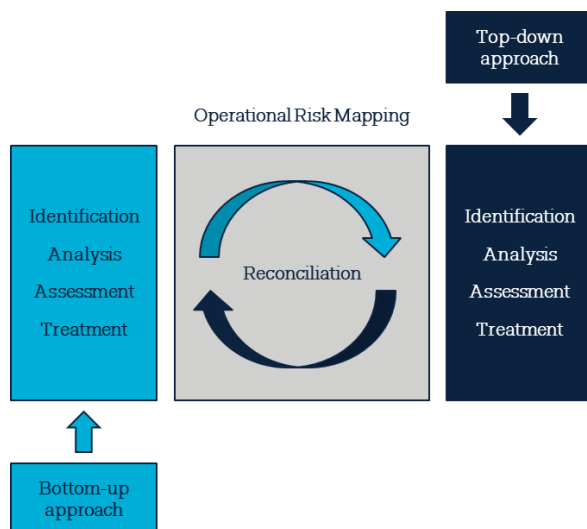 Top-down
approach
Operational Risk Mapping
Identification
Analysis
Assessment
Treatment
Reconciliation
Identification
Analysis
Assessment
Treatment
Bottom-up
approach